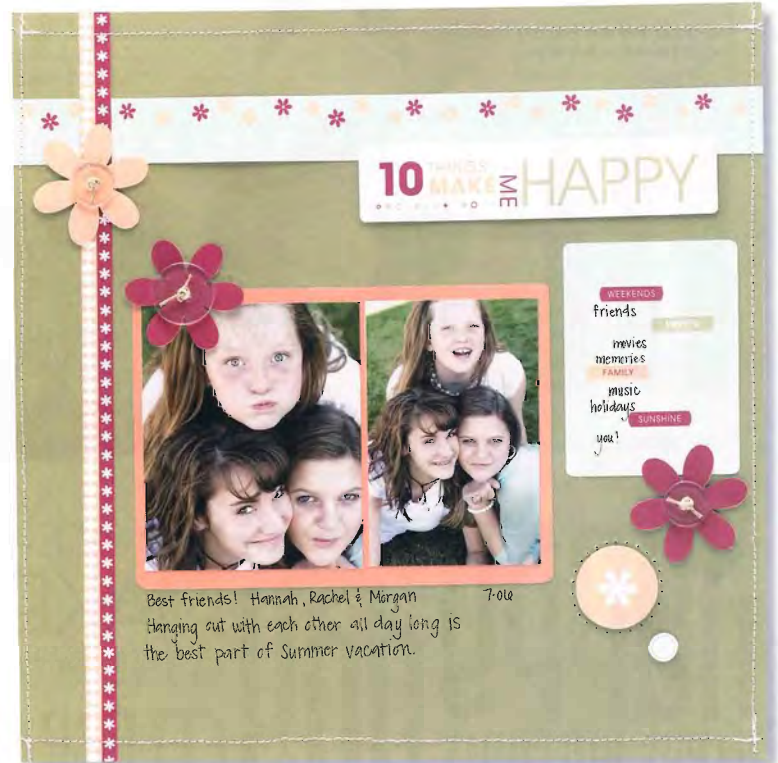 10 THINGS MAKE ME HAPPY
WEEKENDS
friends
movies
memories
FAMILY
music
holidays
SUNSHINE
you!
Best friends! Hannah, Rachel & Morgan 7.06
Hanging out with each other all day long is
the best part of Summer vacation.